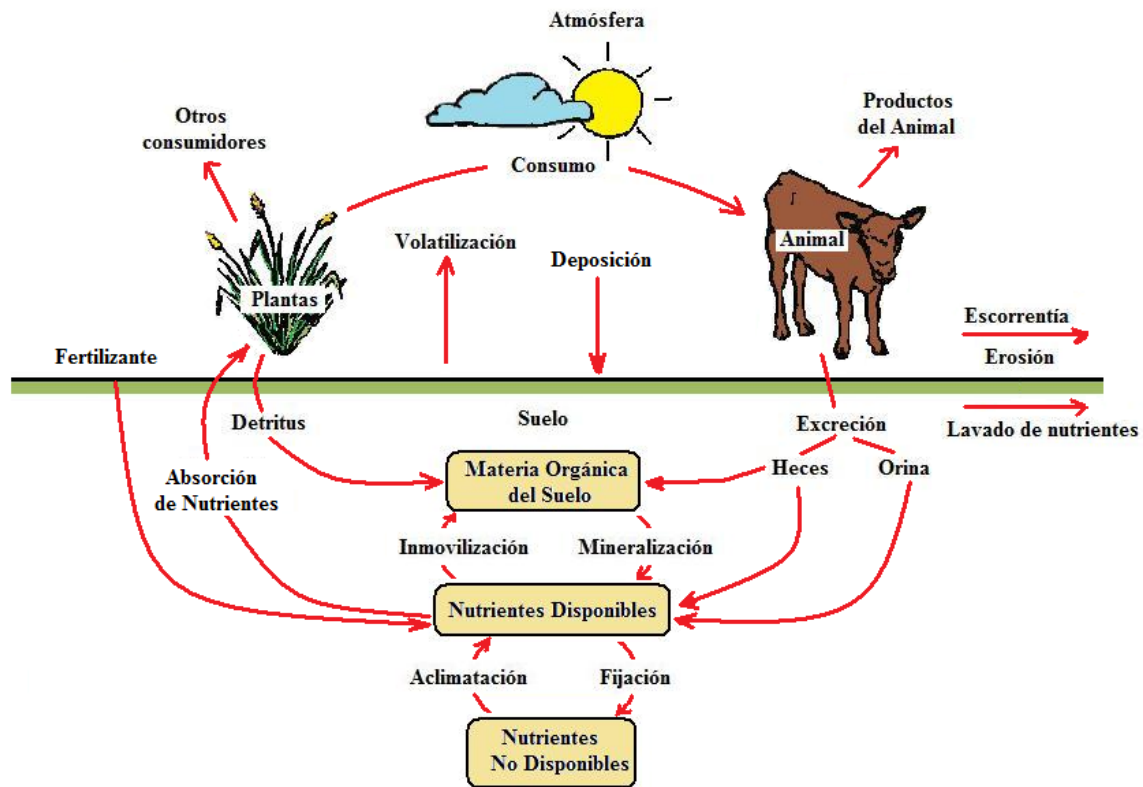 Atmósfera
Otros
consumidores
Productos
del Animal
Consumo
Volatilización
Deposición
Animal
Plantas
Escorrentía
Fertilizante
Erosión
Detritus
Suelo
Excreción
Lavado de nutrientes
Materia Orgánica
del Suelo
Heces
Orina
Absorción
de Nutrientes
Inmovilización
Mineralización
Nutrientes Disponibles
Aclimatación
Fijación
Nutrientes
No Disponibles